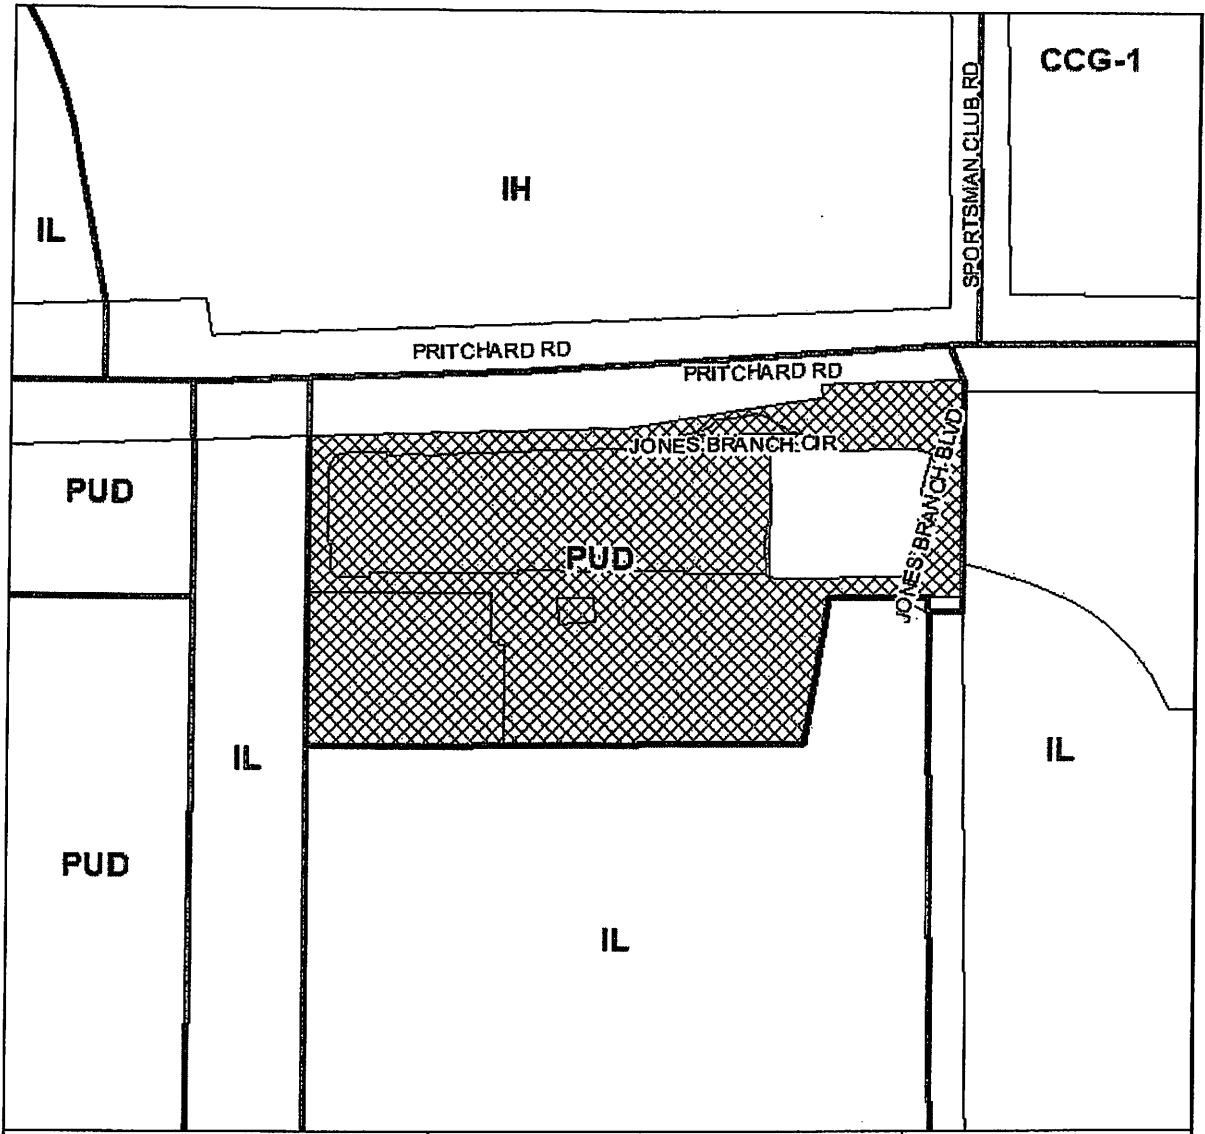 CCG-1
SPORTSMAN CLUB RD
IH
IL
PRITCHARD RD
PRITCHARD RD
JONES BRANCH CIR
JONES BRANCH BLVD
PUD
PUD
IL
IL
PUD
IL